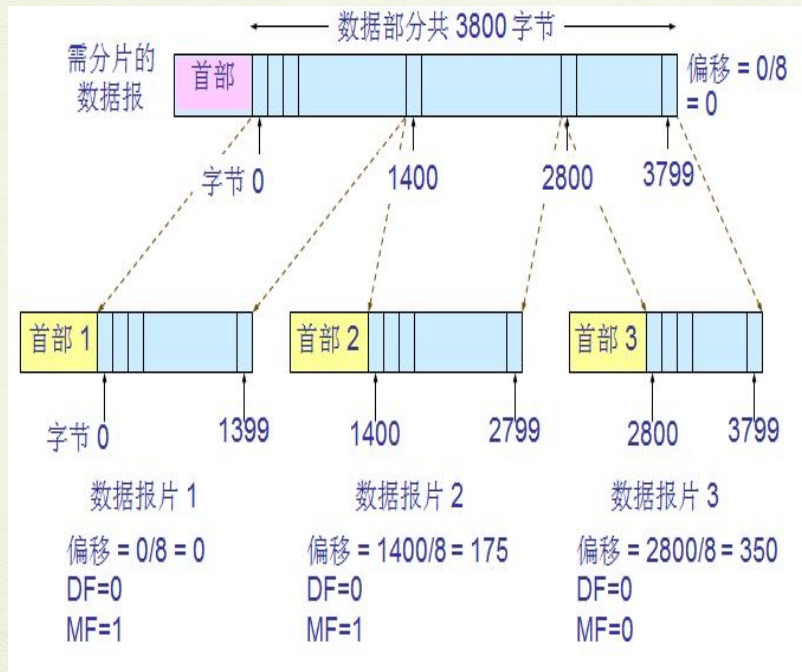 数据部分共 3800 字节
需分片的
数据报
首部
偏移 = 0/8
= 0
字节 0
1400
2800
3799
首部 1
首部 2
首部 3
字节 0
1399
1400
2799
2800
3799
数据报片 1
数据报片 2
数据报片 3
偏移 = 0/8 = 0
偏移 = 1400/8 = 175
偏移 = 2800/8 = 350
DF=0
DF=0
DF=0
MF=1
MF=1
MF=0